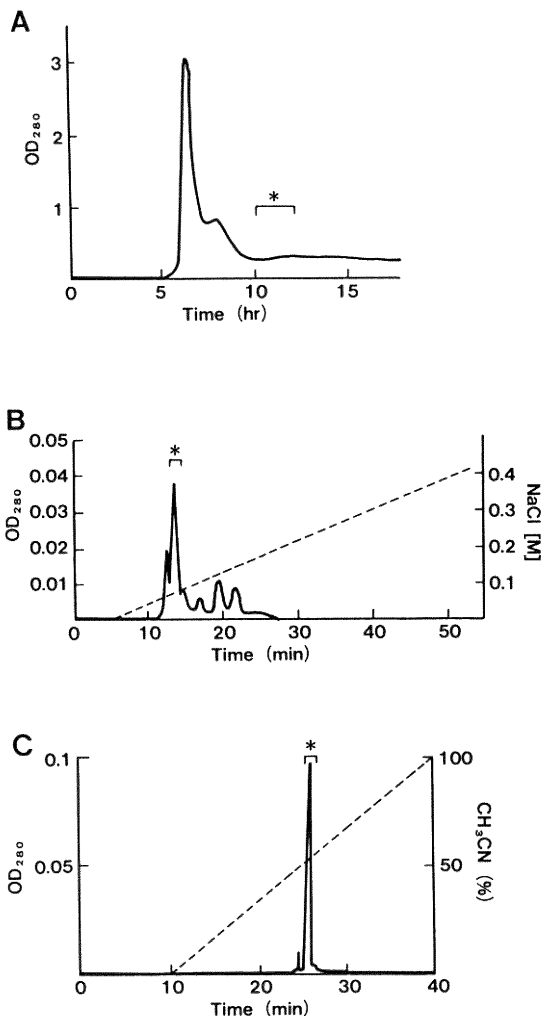 A
3
2
1
OD₂₈₀
*
0 5 10 15
Time (hr)
B
0.05
0.04
0.03
0.02
0.01
OD₂₈₀
*
0.4
0.3
0.2
0.1
NaCl [M]
0 10 20 30 40 50
Time (min)
C
0.1
0.05
OD₂₈₀
*
100
50
CH₃CN (%)
0 10 20 30 40
Time (min)